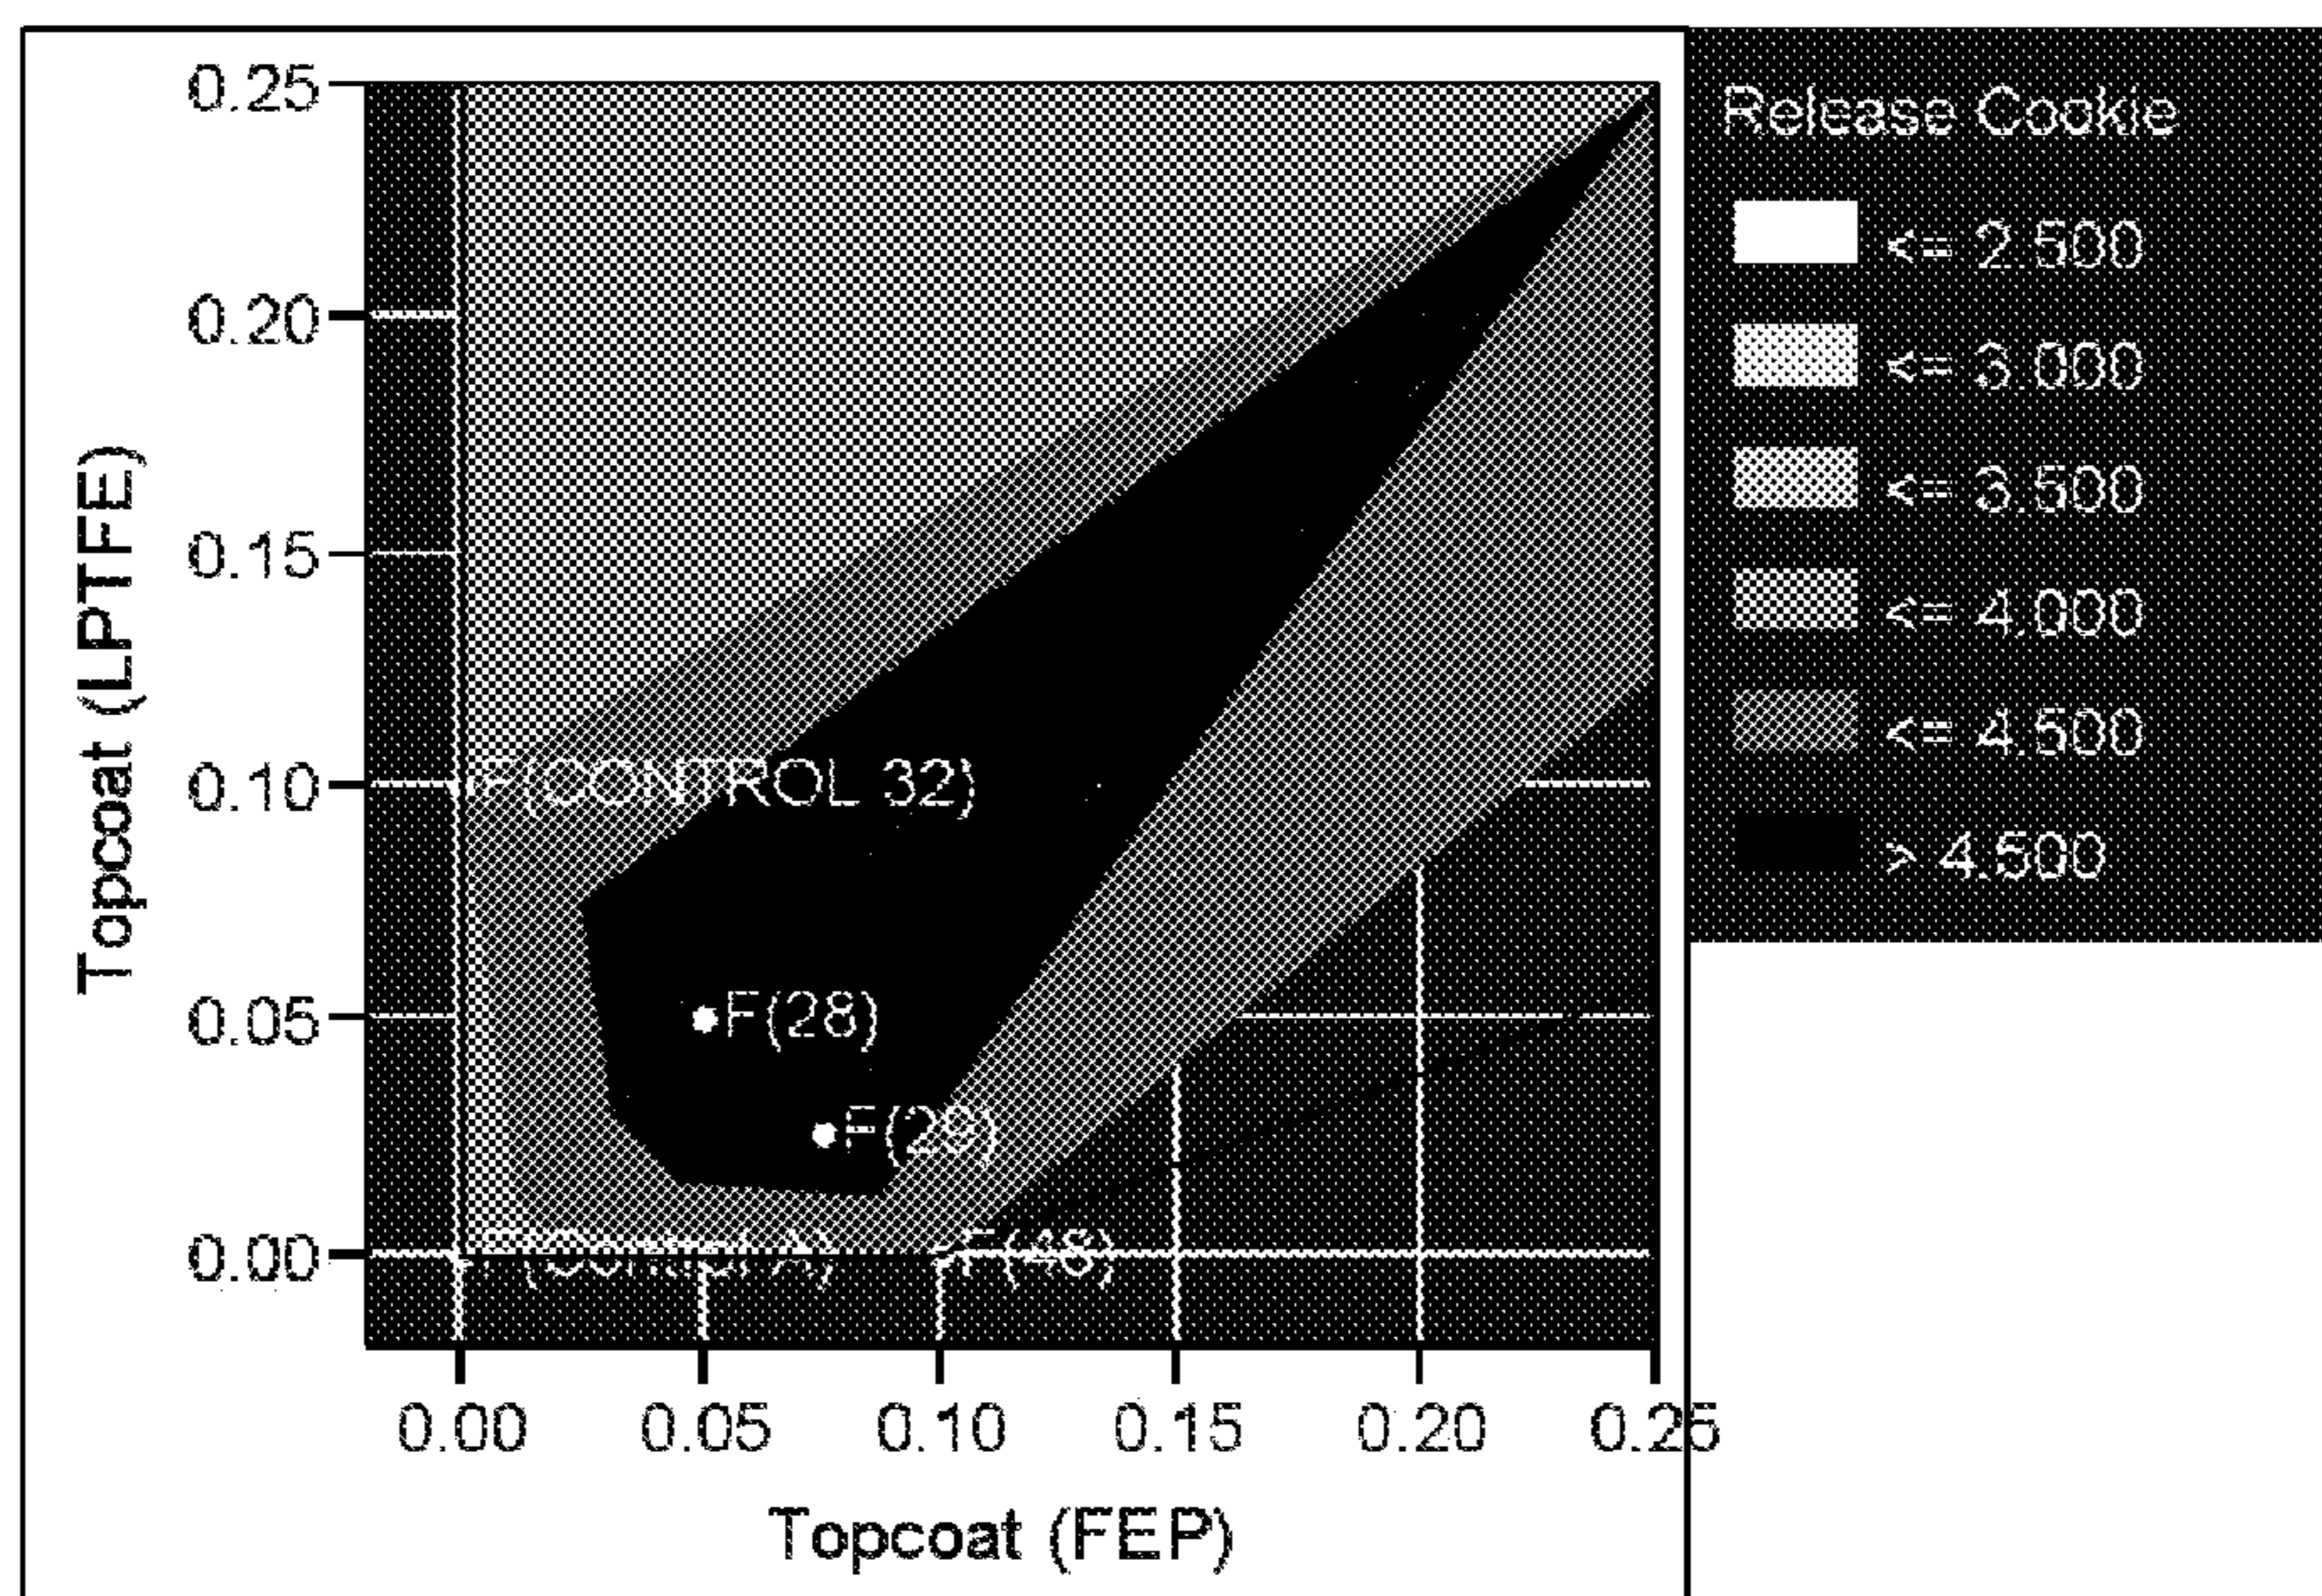 0.25
0.20
0.15
0.10
0.05
0.00
Topcoat (LPTFE)
F(CONTROL 32)
F(28)
F(29)
F(Control A)
F(48)
0.00 0.05 0.10 0.15 0.20 0.25
Topcoat (FEP)
Release Cookie
<= 2.500
<= 3.000
<= 3.500
<= 4.000
<= 4.500
> 4.500